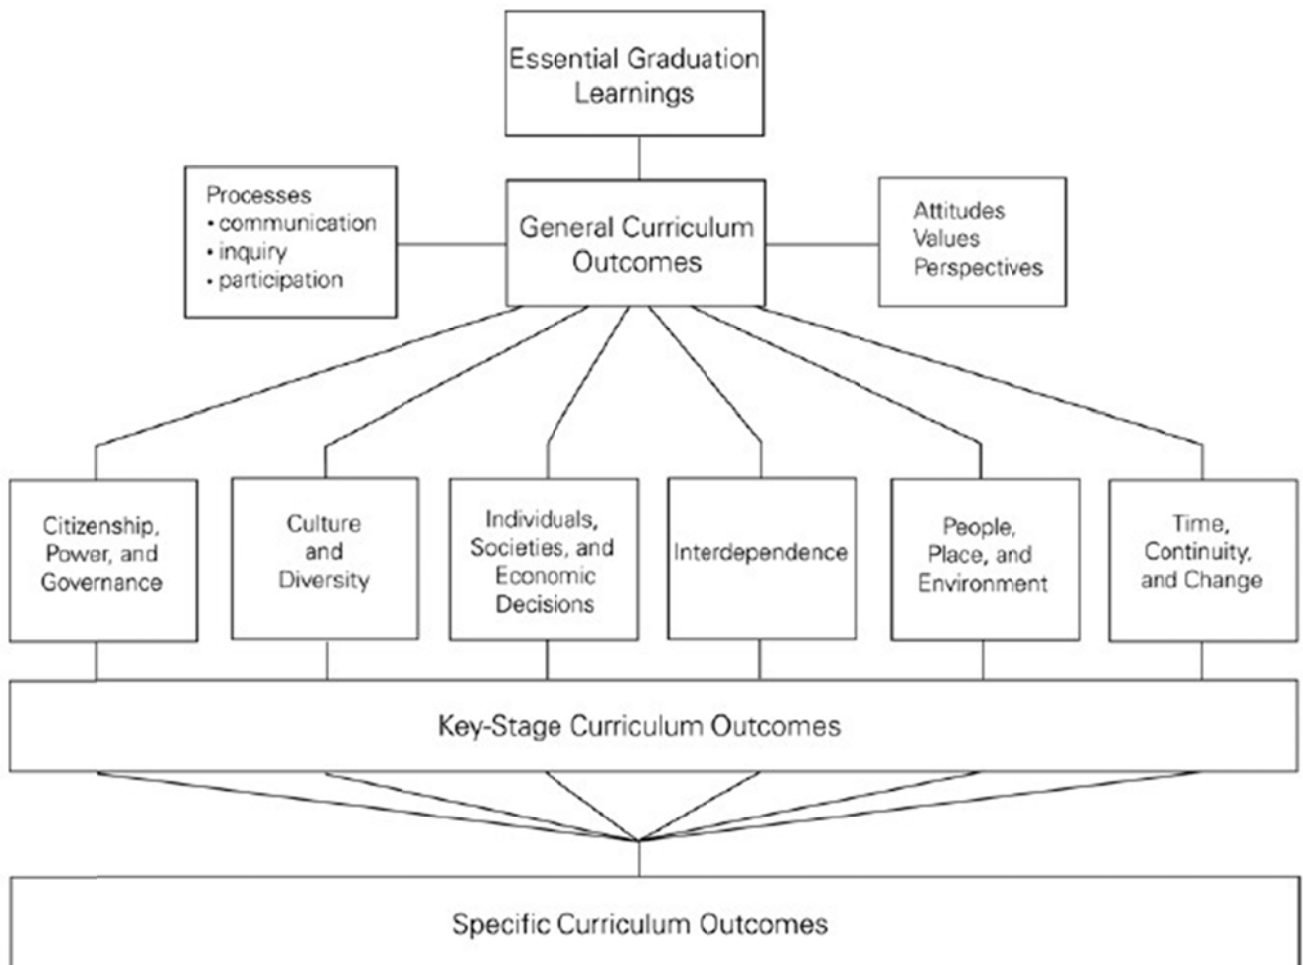 Essential Graduation
Learnings
Processes
• communication
• inquiry
• participation
General Curriculum
Outcomes
Attitudes
Values
Perspectives
Citizenship,
Power, and
Governance
Culture
and
Diversity
Individuals,
Societies, and
Economic
Decisions
Interdependence
People,
Place, and
Environment
Time,
Continuity,
and Change
Key-Stage Curriculum Outcomes
Specific Curriculum Outcomes